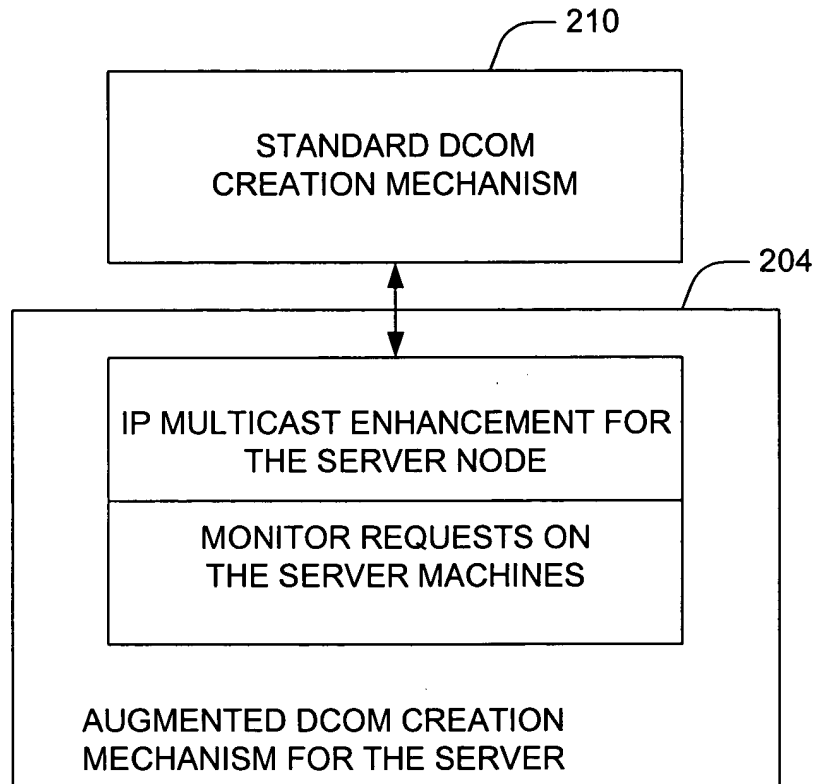 210
STANDARD DCOM
CREATION MECHANISM
204
IP MULTICAST ENHANCEMENT FOR
THE SERVER NODE
MONITOR REQUESTS ON
THE SERVER MACHINES
AUGMENTED DCOM CREATION
MECHANISM FOR THE SERVER